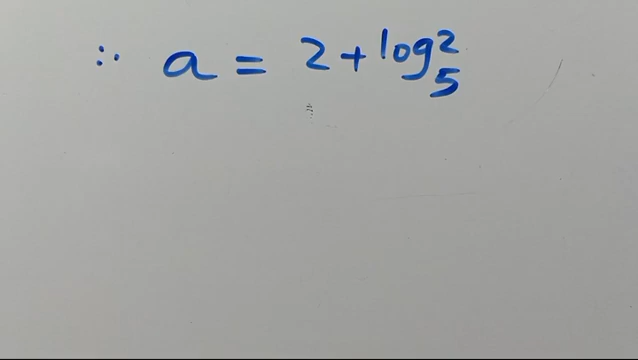 ∵ a = 2 + log₅²